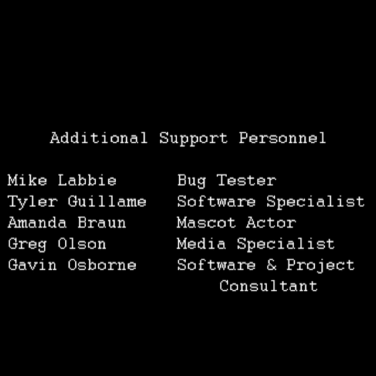 Additional Support Personnel
Mike Labbie Bug Tester
Tyler Guillame Software Specialist
Amanda Braun Mascot Actor
Greg Olson Media Specialist
Gavin Osborne Software & Project
Consultant